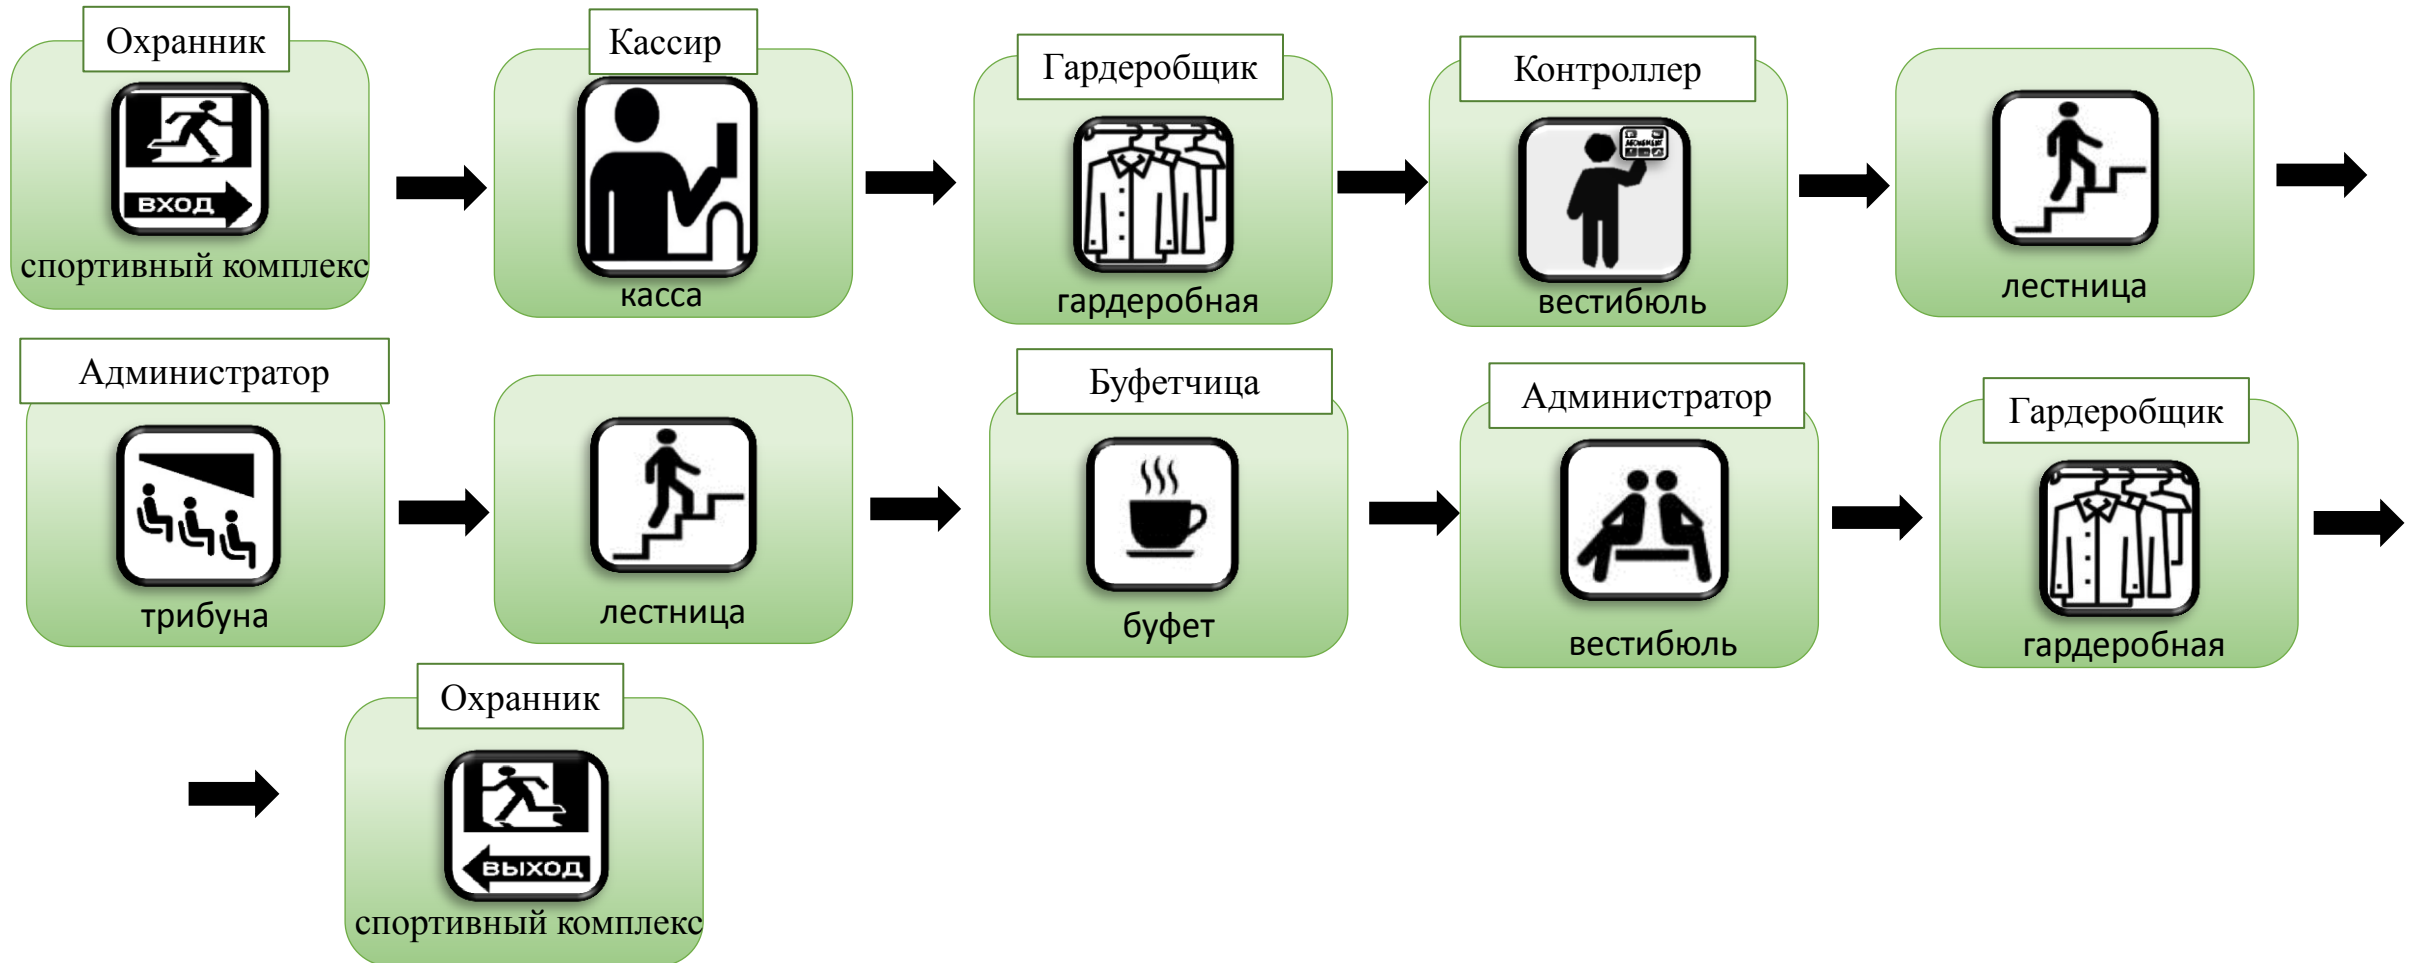 Охранник
ВХОД
спортивный комплекс
Кассир
касса
Гардеробщик
гардеробная
Контроллер
АБОНЕМЕНТ
вестибюль
лестница
Администратор
трибуна
лестница
Буфетчица
буфет
Администратор
вестибюль
Гардеробщик
гардеробная
Охранник
ВЫХОД
спортивный комплекс